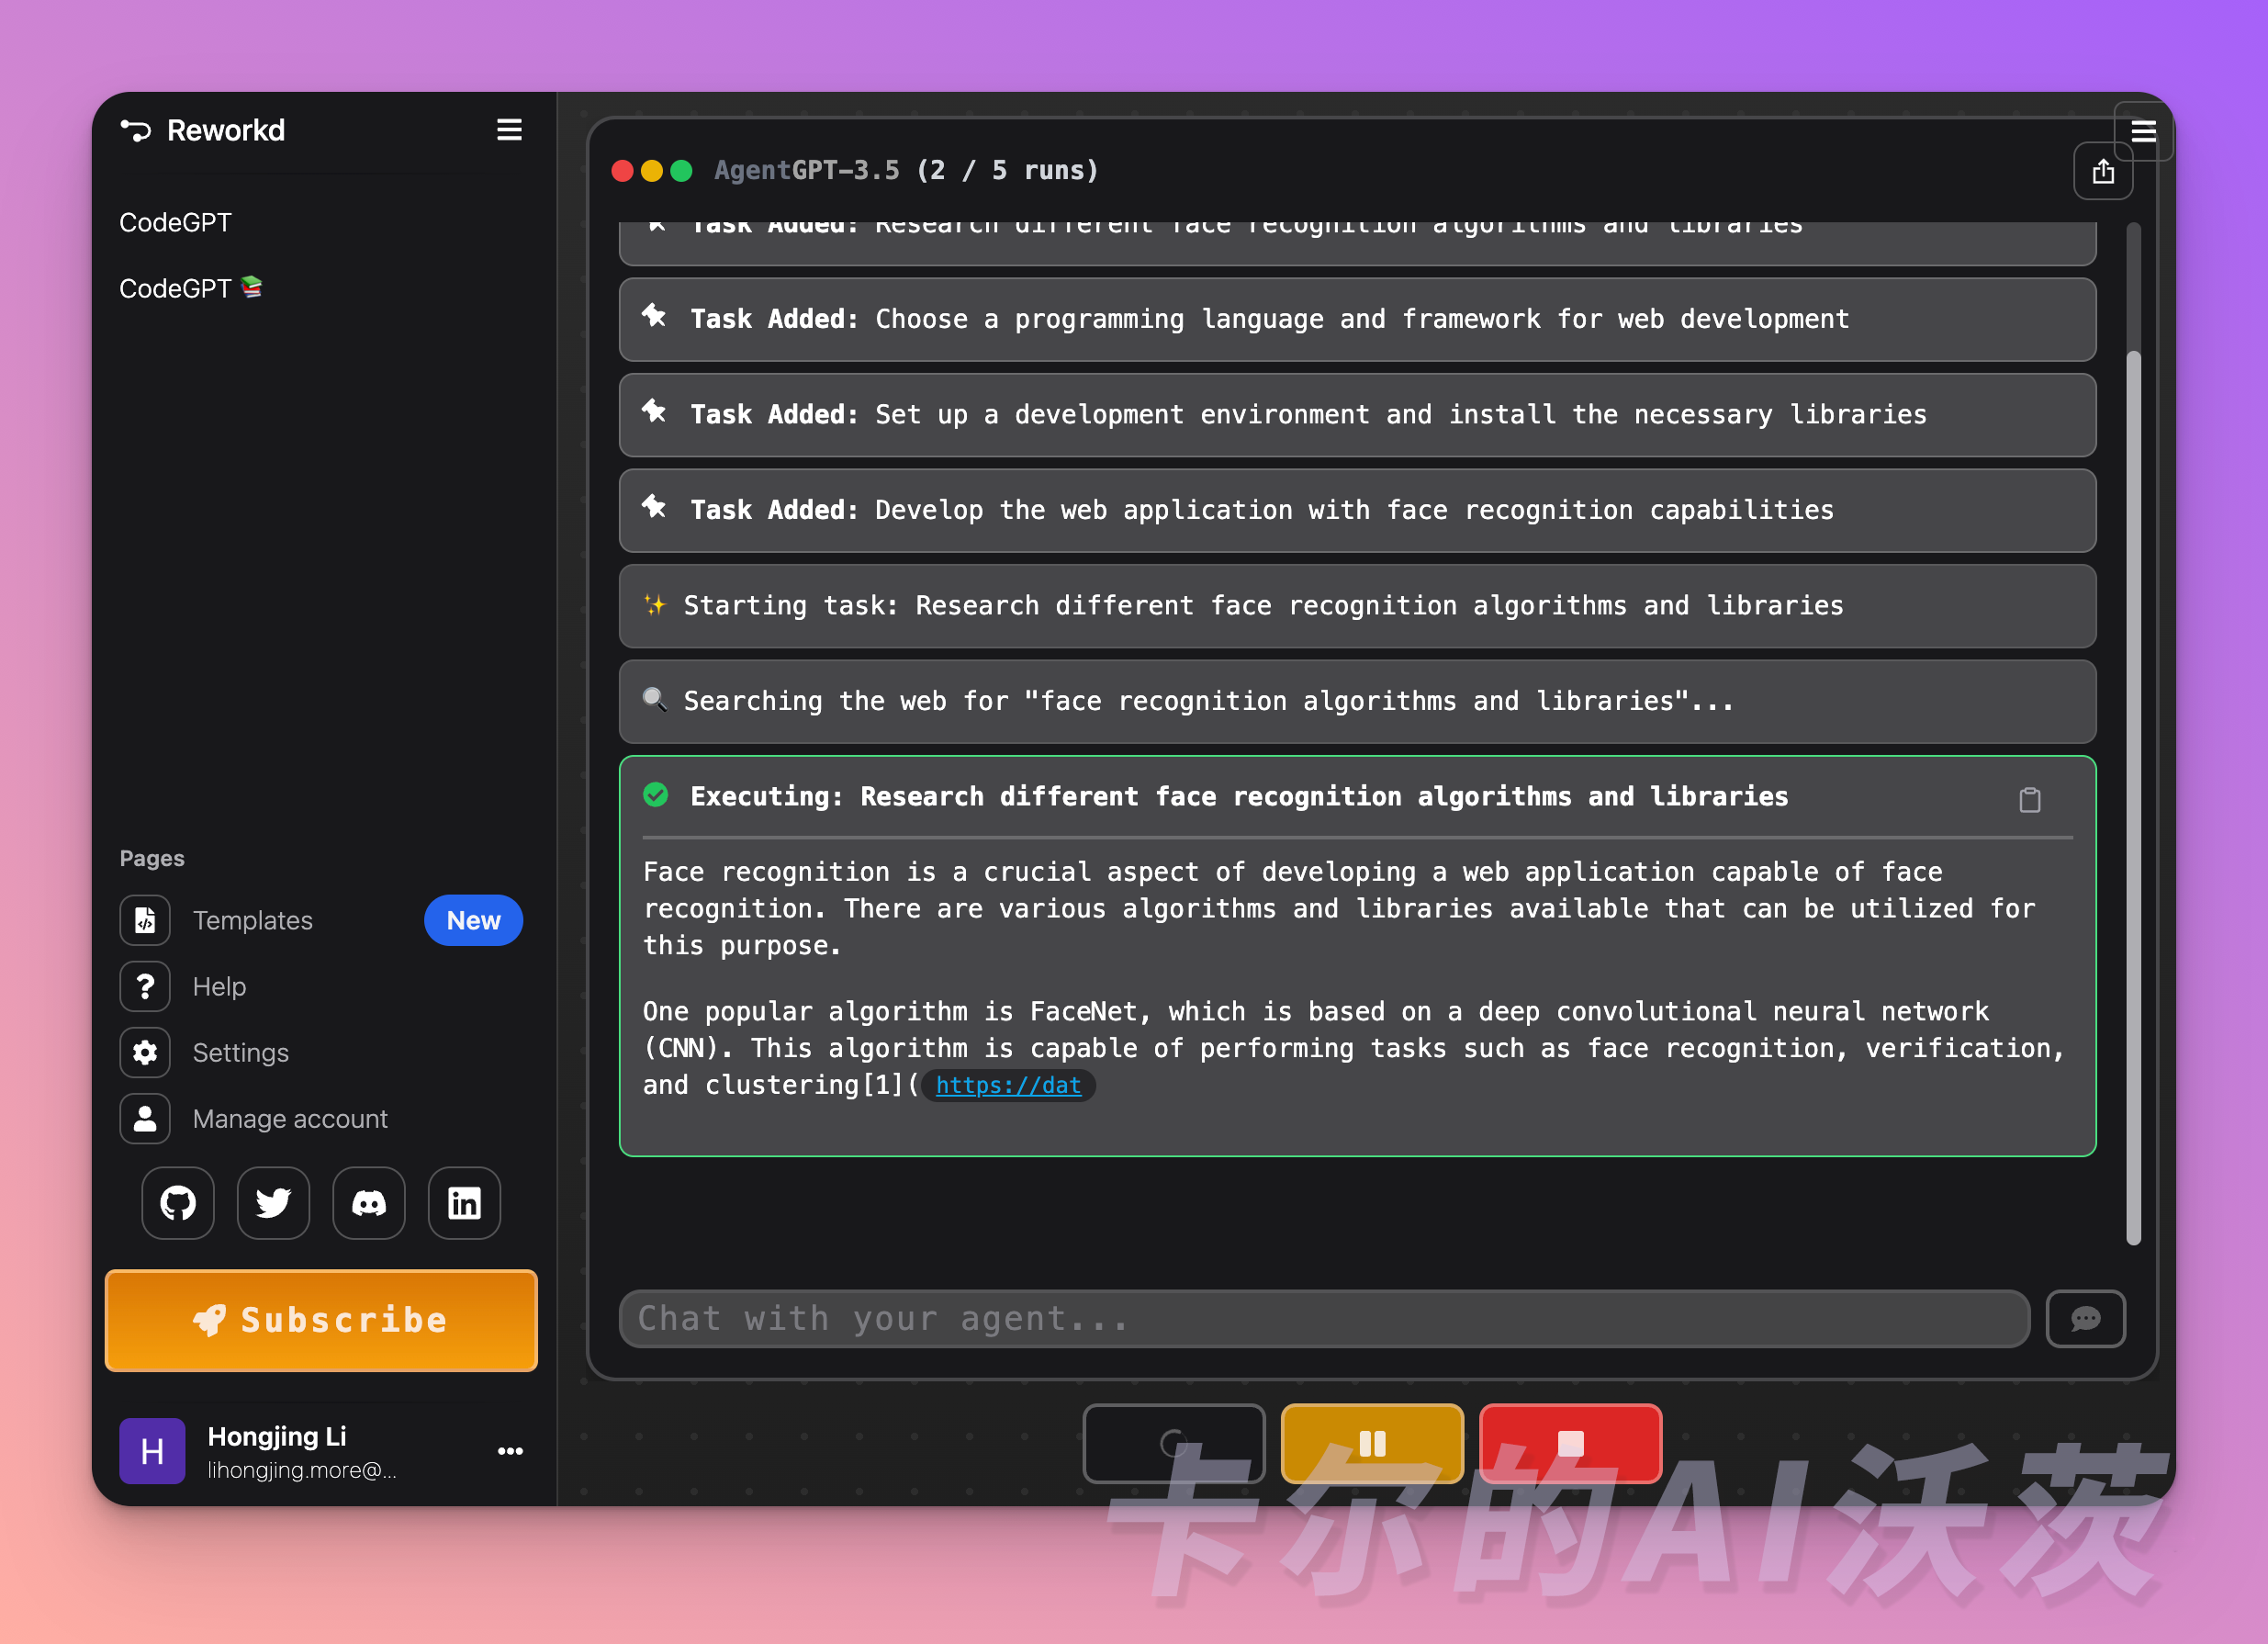 Reworkd
CodeGPT
CodeGPT 📚
Pages
Templates
New
Help
Settings
Manage account
Subscribe
H
Hongjing Li
lihongjing.more@...
AgentGPT-3.5 (2 / 5 runs)
Task Added: Research different face recognition algorithms and libraries
Task Added: Choose a programming language and framework for web development
Task Added: Set up a development environment and install the necessary libraries
Task Added: Develop the web application with face recognition capabilities
✨ Starting task: Research different face recognition algorithms and libraries
🔍 Searching the web for "face recognition algorithms and libraries"...
Executing: Research different face recognition algorithms and libraries
Face recognition is a crucial aspect of developing a web application capable of face
recognition. There are various algorithms and libraries available that can be utilized for
this purpose.
One popular algorithm is FaceNet, which is based on a deep convolutional neural network
(CNN). This algorithm is capable of performing tasks such as face recognition, verification,
and clustering[1](https://dat
Chat with your agent...
卡尔的AI沃茨